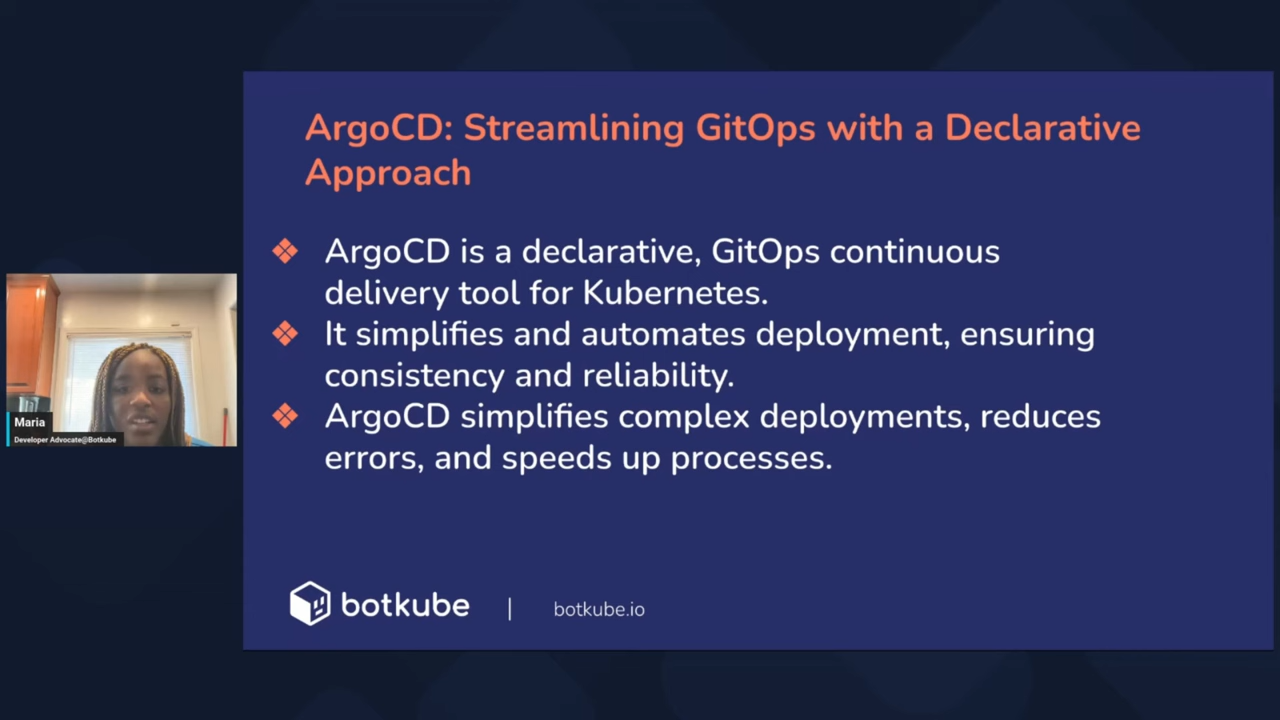 ArgoCD: Streamlining GitOps with a Declarative
Approach
ArgoCD is a declarative, GitOps continuous
delivery tool for Kubernetes.
It simplifies and automates deployment, ensuring
consistency and reliability.
ArgoCD simplifies complex deployments, reduces
errors, and speeds up processes.
Maria
Developer Advocate@Botkube
botkube | botkube.io